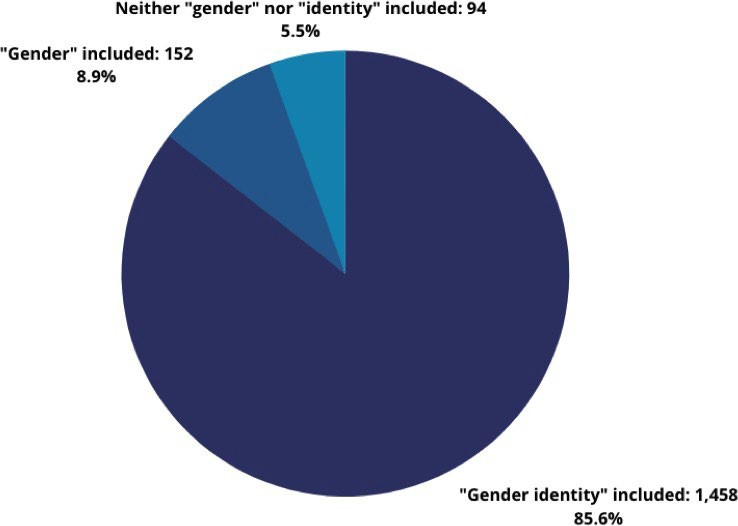 Neither "gender" nor "identity" included: 94
5.5%
"Gender" included: 152
8.9%
"Gender identity" included: 1,458
85.6%